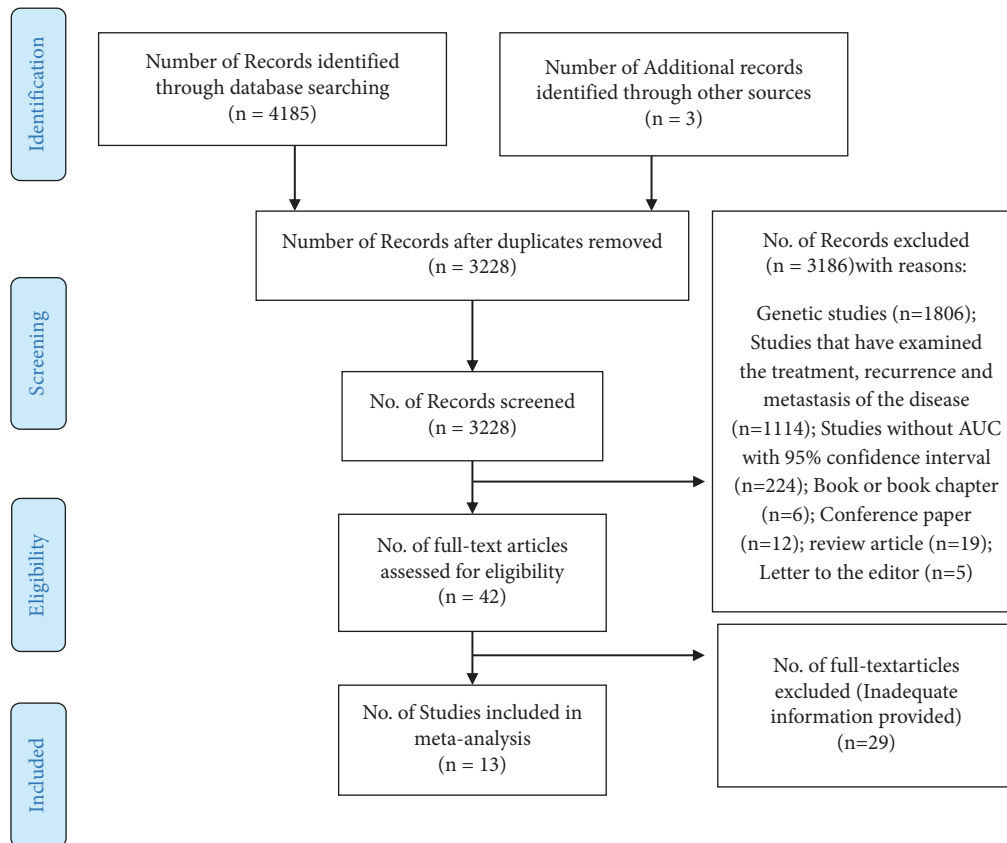 Identification
Number of Records identified
through database searching
(n = 4185)
Number of Additional records
identified through other sources
(n = 3)
Number of Records after duplicates removed
(n = 3228)
Screening
No. of Records screened
(n = 3228)
No. of Records excluded
(n = 3186)with reasons:
Genetic studies (n=1806);
Studies that have examined
the treatment, recurrence and
metastasis of the disease
(n=1114); Studies without AUC
with 95% confidence interval
(n=224); Book or book chapter
(n=6); Conference paper
(n=12); review article (n=19);
Letter to the editor (n=5)
Eligibility
No. of full-text articles
assessed for eligibility
(n = 42)
No. of full-textarticles
excluded (Inadequate
information provided)
(n=29)
Included
No. of Studies included in
meta-analysis
(n = 13)